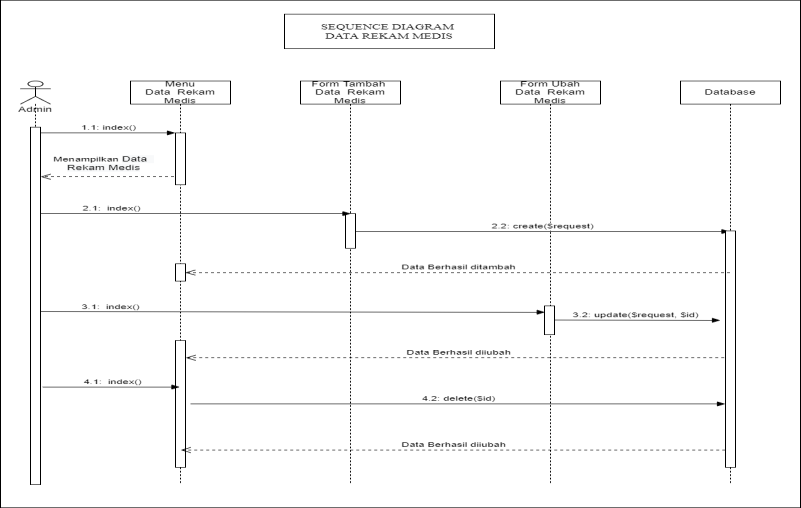 SEQUENCE DIAGRAM
DATA REKAM MEDIS
Admin
Menu
Data Rekam
Medis
Form Tambah
Data Rekam
Medis
Form Ubah
Data Rekam
Medis
Database
1.1: index()
Menampilkan Data
Rekam Medis
2.1: index()
2.2: create($request)
Data Berhasil ditambah
3.1: index()
3.2: update($request, $id)
Data Berhasil diiubah
4.1: index()
4.2: delete($id)
Data Berhasil diiubah